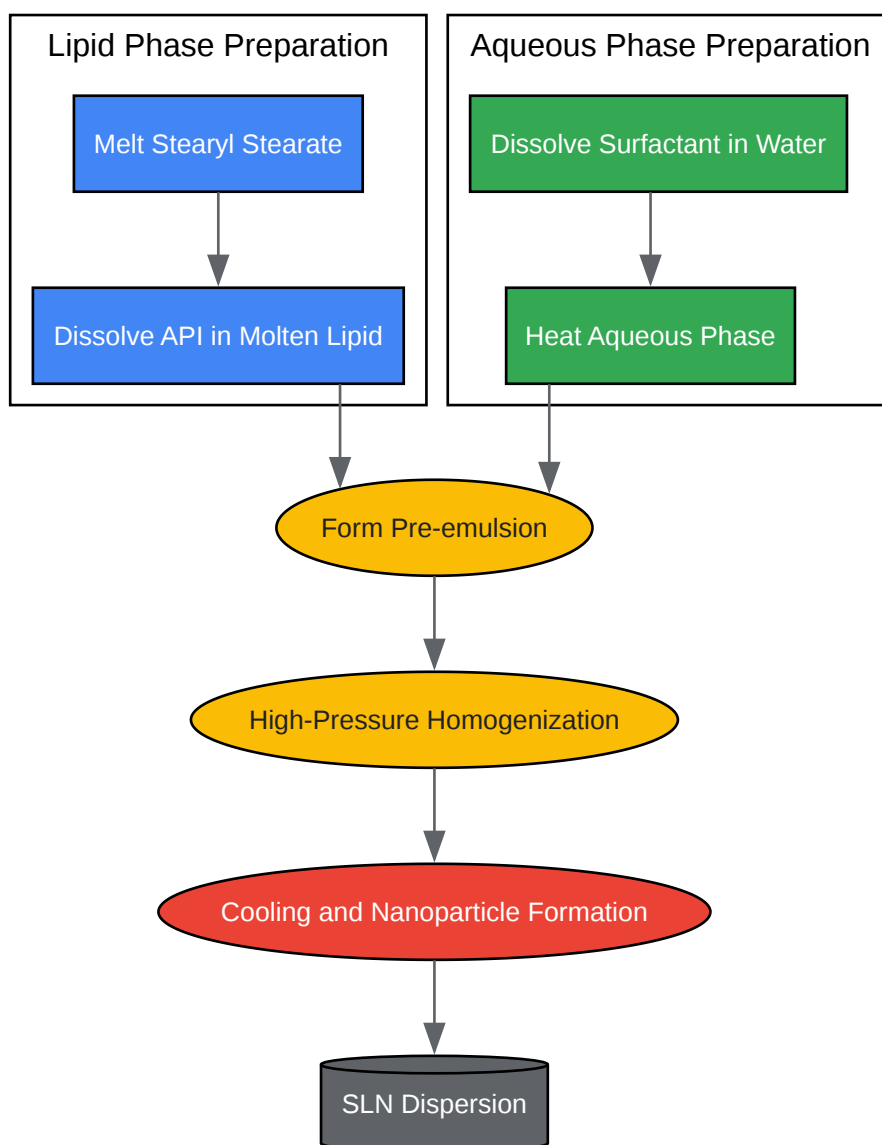 Lipid Phase Preparation
Melt Stearyl Stearate
Dissolve API in Molten Lipid
Aqueous Phase Preparation
Dissolve Surfactant in Water
Heat Aqueous Phase
Form Pre-emulsion
High-Pressure Homogenization
Cooling and Nanoparticle Formation
SLN Dispersion